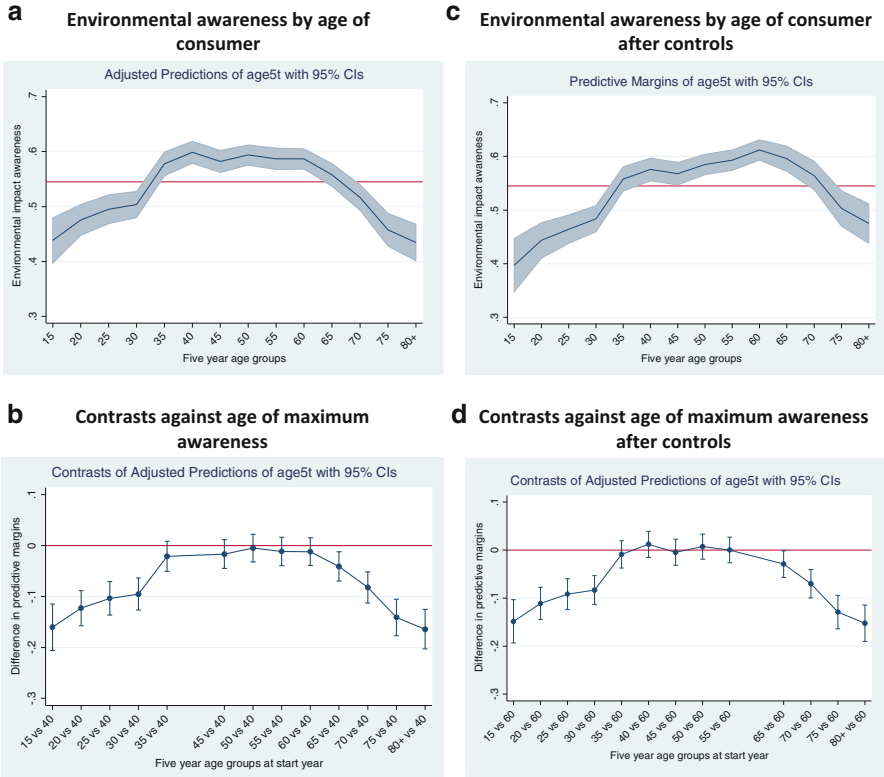 a Environmental awareness by age of
consumer
Adjusted Predictions of age5t with 95% CIs
Environmental impact awareness
.7
.6
.5
.4
.3
15 20 25 30 35 40 45 50 55 60 65 70 75 80+
Five year age groups
c Environmental awareness by age of consumer
after controls
Predictive Margins of age5t with 95% CIs
Environmental impact awareness
.7
.6
.5
.4
.3
15 20 25 30 35 40 45 50 55 60 65 70 75 80+
Five year age groups
b Contrasts against age of maximum
awareness
Contrasts of Adjusted Predictions of age5t with 95% CIs
Difference in predictive margins
.1
0
-.1
-.2
-.3
15 vs 40 20 vs 40 25 vs 40 30 vs 40 35 vs 40 45 vs 40 50 vs 40 55 vs 40 60 vs 40 65 vs 40 70 vs 40 75 vs 40 80+ vs 40
Five year age groups at start year
d Contrasts against age of maximum awareness
after controls
Contrasts of Adjusted Predictions of age5t with 95% CIs
Difference in predictive margins
.1
0
-.1
-.2
-.3
15 vs 60 20 vs 60 25 vs 60 30 vs 60 35 vs 60 40 vs 60 45 vs 60 50 vs 60 55 vs 60 65 vs 60 70 vs 60 75 vs 60 80+ vs 60
Five year age groups at start year